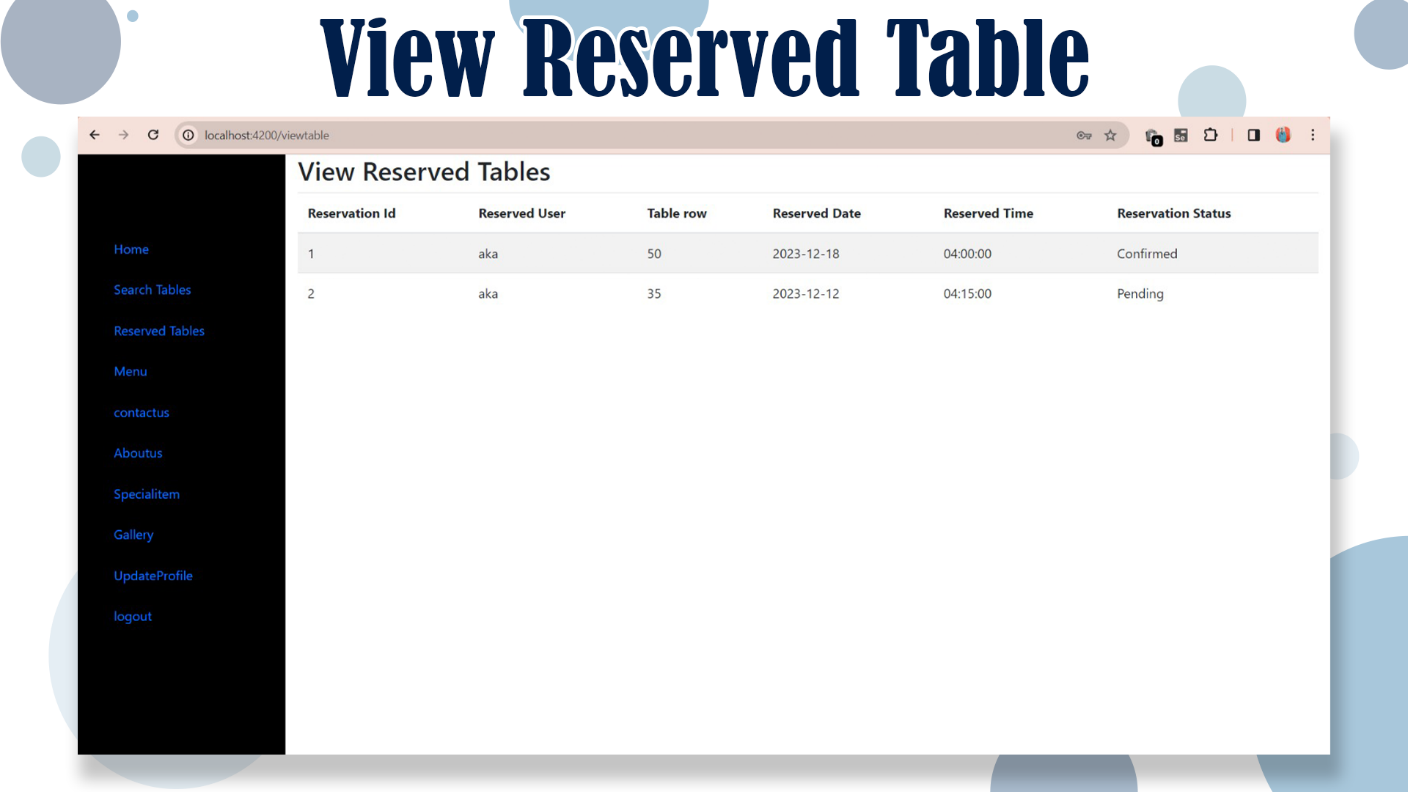 View Reserved Table
localhost:4200/viewtable
0
Se
View Reserved Tables
Reservation Id Reserved User Table row Reserved Date Reserved Time Reservation Status
1 aka 50 2023-12-18 04:00:00 Confirmed
2 aka 35 2023-12-12 04:15:00 Pending
Home
Search Tables
Reserved Tables
Menu
contactus
Aboutus
Specialitem
Gallery
UpdateProfile
logout